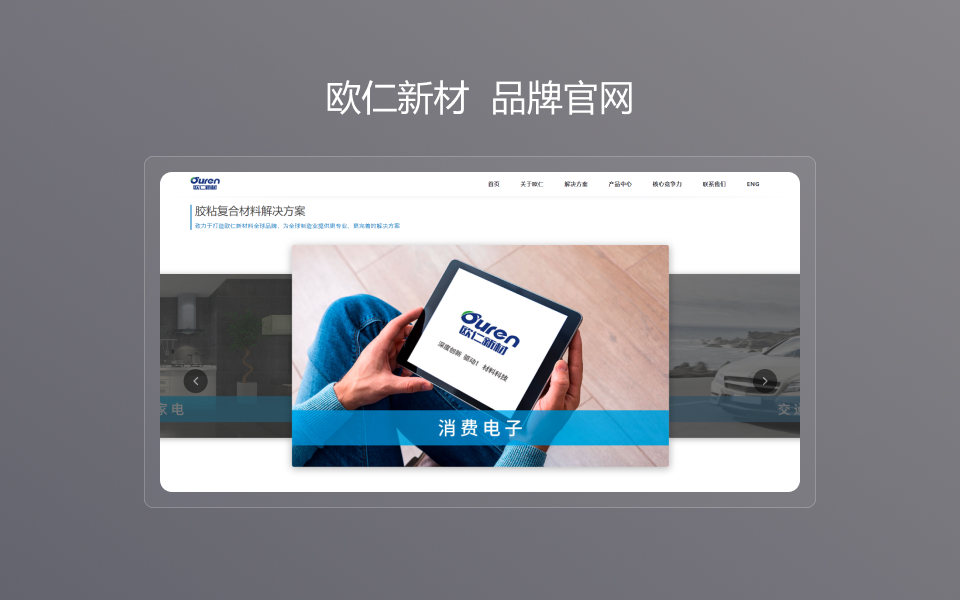 欧仁新材 品牌官网
Ouren
欧仁新材
首页 关于欧仁 解决方案 产品中心 核心竞争力 联系我们 ENG
胶粘复合材料解决方案
致力于打造欧仁新材料全球品牌，为全球制造业提供更专业、更完善的解决方案
Ouren
欧仁新材
深度创新 驱动！材料科技
家电
消费电子
交通